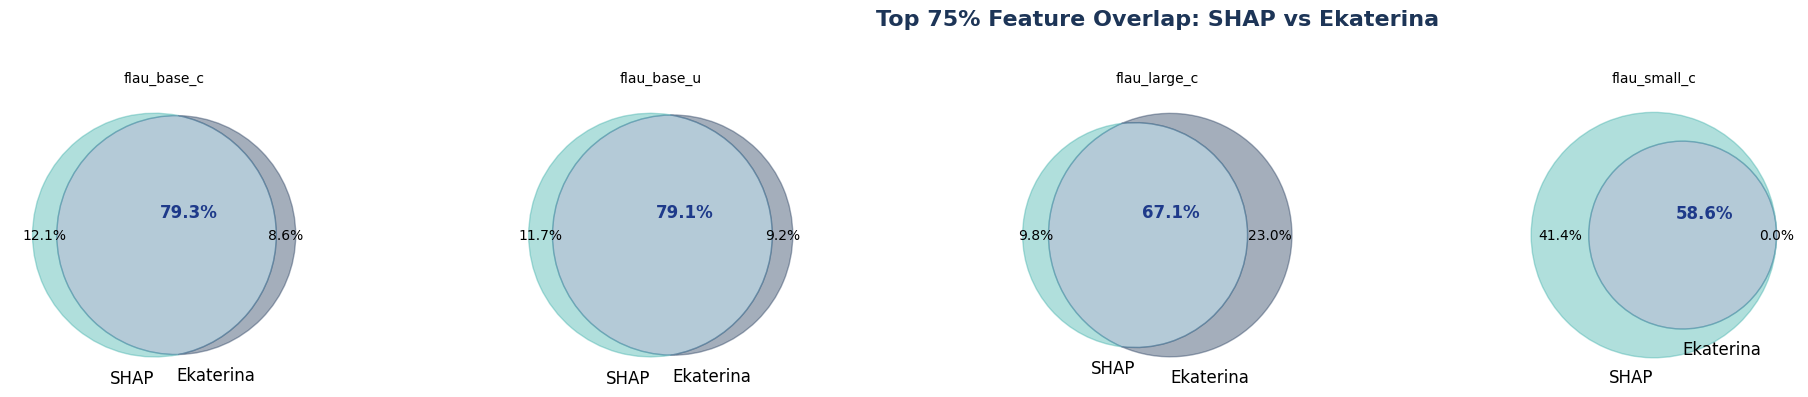 Top 75% Feature Overlap: SHAP vs Ekaterina
flau_base_c
79.3%
12.1%
8.6%
SHAP
Ekaterina
flau_base_u
79.1%
11.7%
9.2%
SHAP
Ekaterina
flau_large_c
67.1%
9.8%
23.0%
SHAP
Ekaterina
flau_small_c
58.6%
41.4%
0.0%
Ekaterina
SHAP